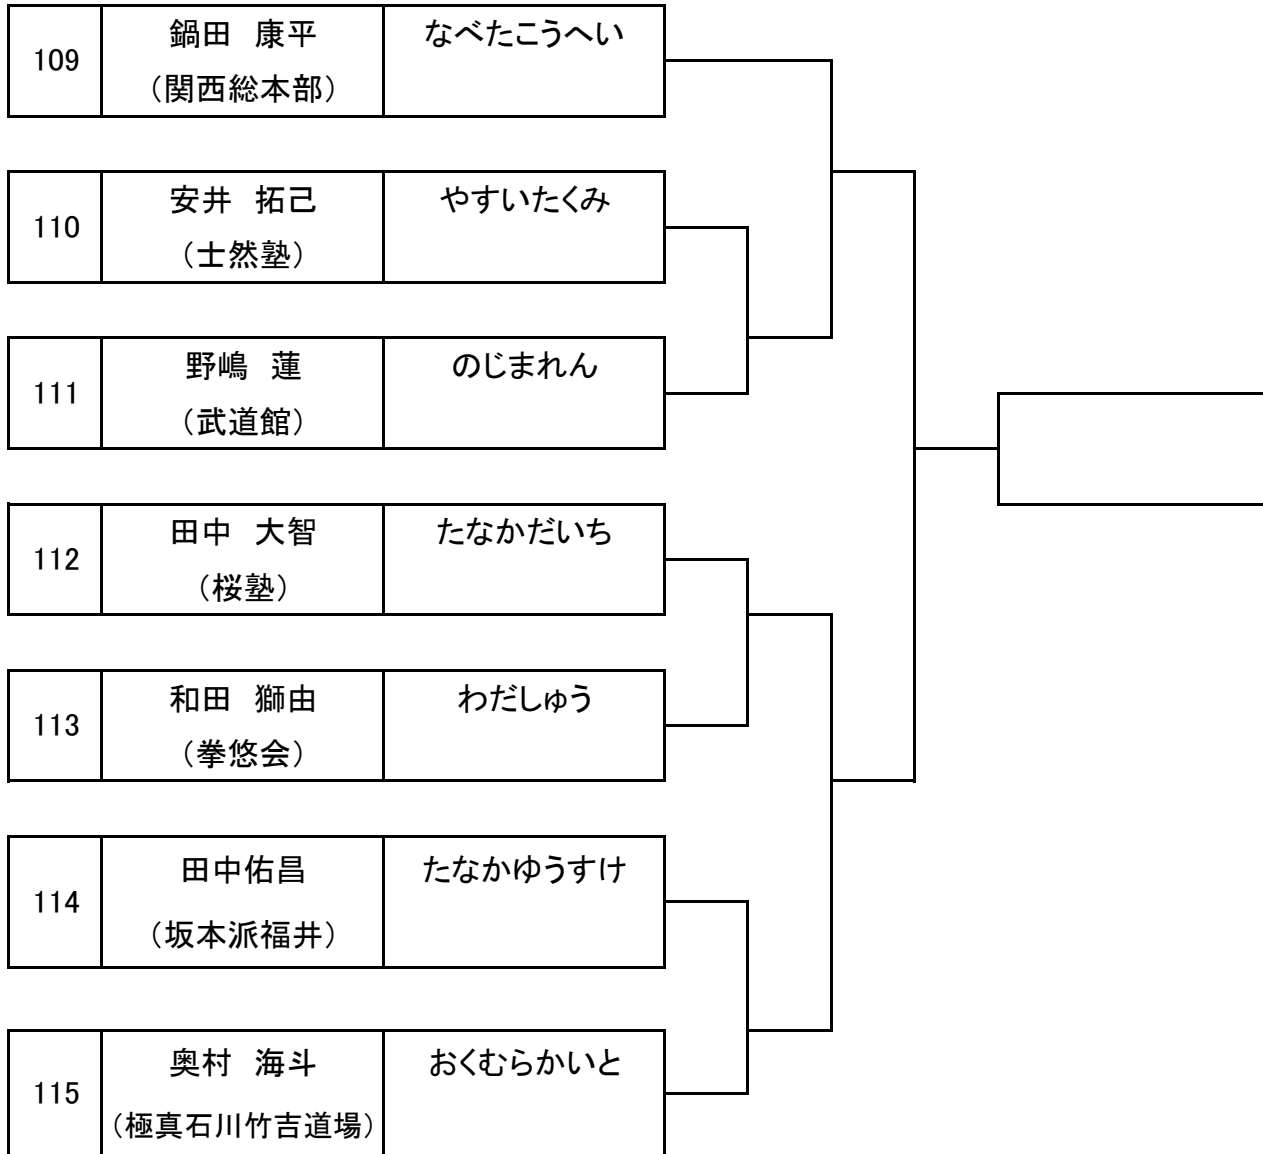 109
鍋田　康平
（関西総本部）
なべたこうへい
110
安井　拓己
（士然塾）
やすいたくみ
111
野嶋　蓮
（武道館）
のじまれん
112
田中　大智
（桜塾）
たなかだいち
113
和田　獅由
（拳悠会）
わだしゅう
114
田中佑昌
（坂本派福井）
たなかゆうすけ
115
奥村　海斗
（極真石川竹吉道場）
おくむらかいと